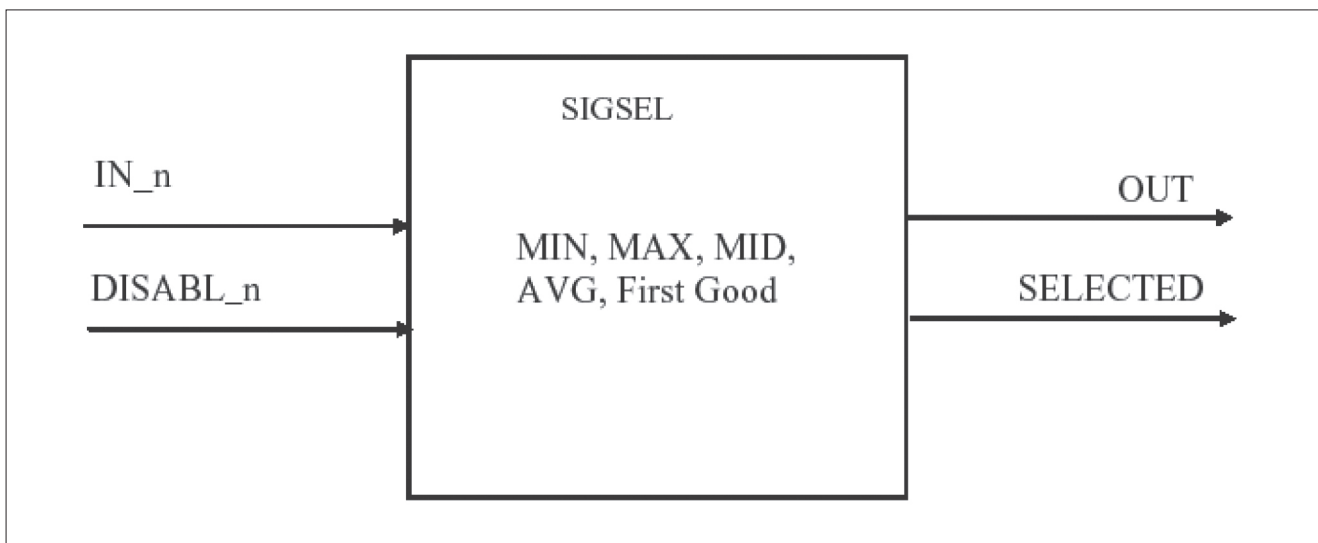 SIGSEL
IN_n
DISABL_n
MIN, MAX, MID,
AVG, First Good
OUT
SELECTED